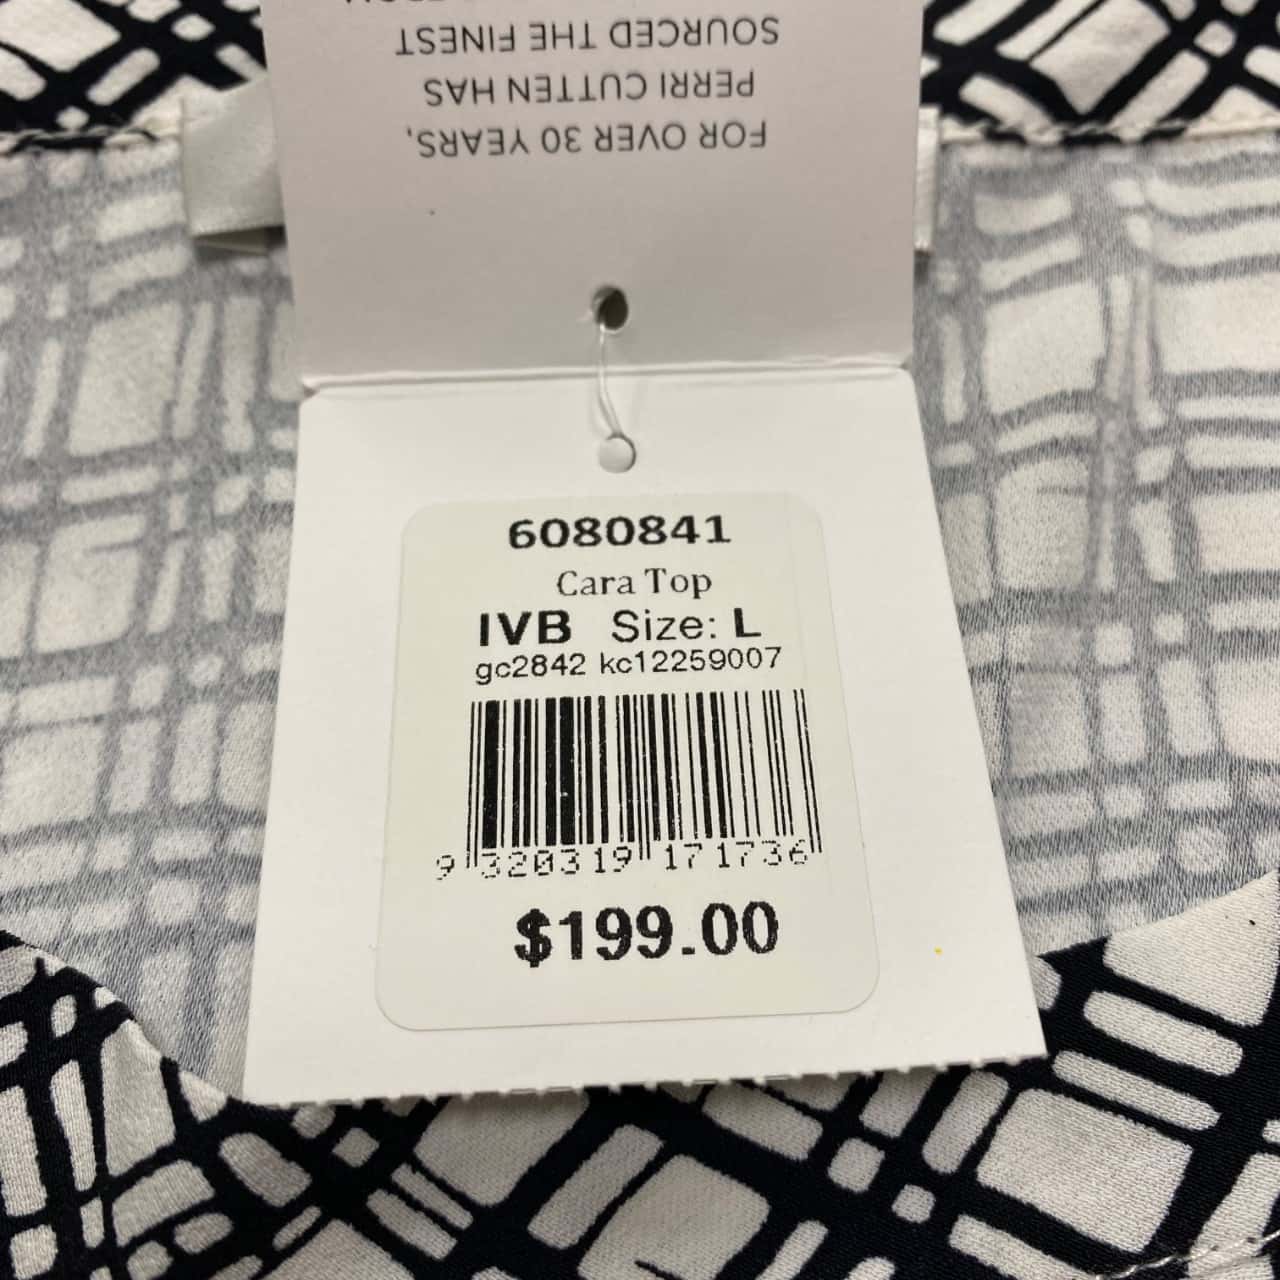 FOR OVER 30 YEARS,
PERRI CUTTEN HAS
SOURCED THE FINEST
6080841
Cara Top
IVB Size: L
gc2842 kc12259007
9 320319 171736
$199.00